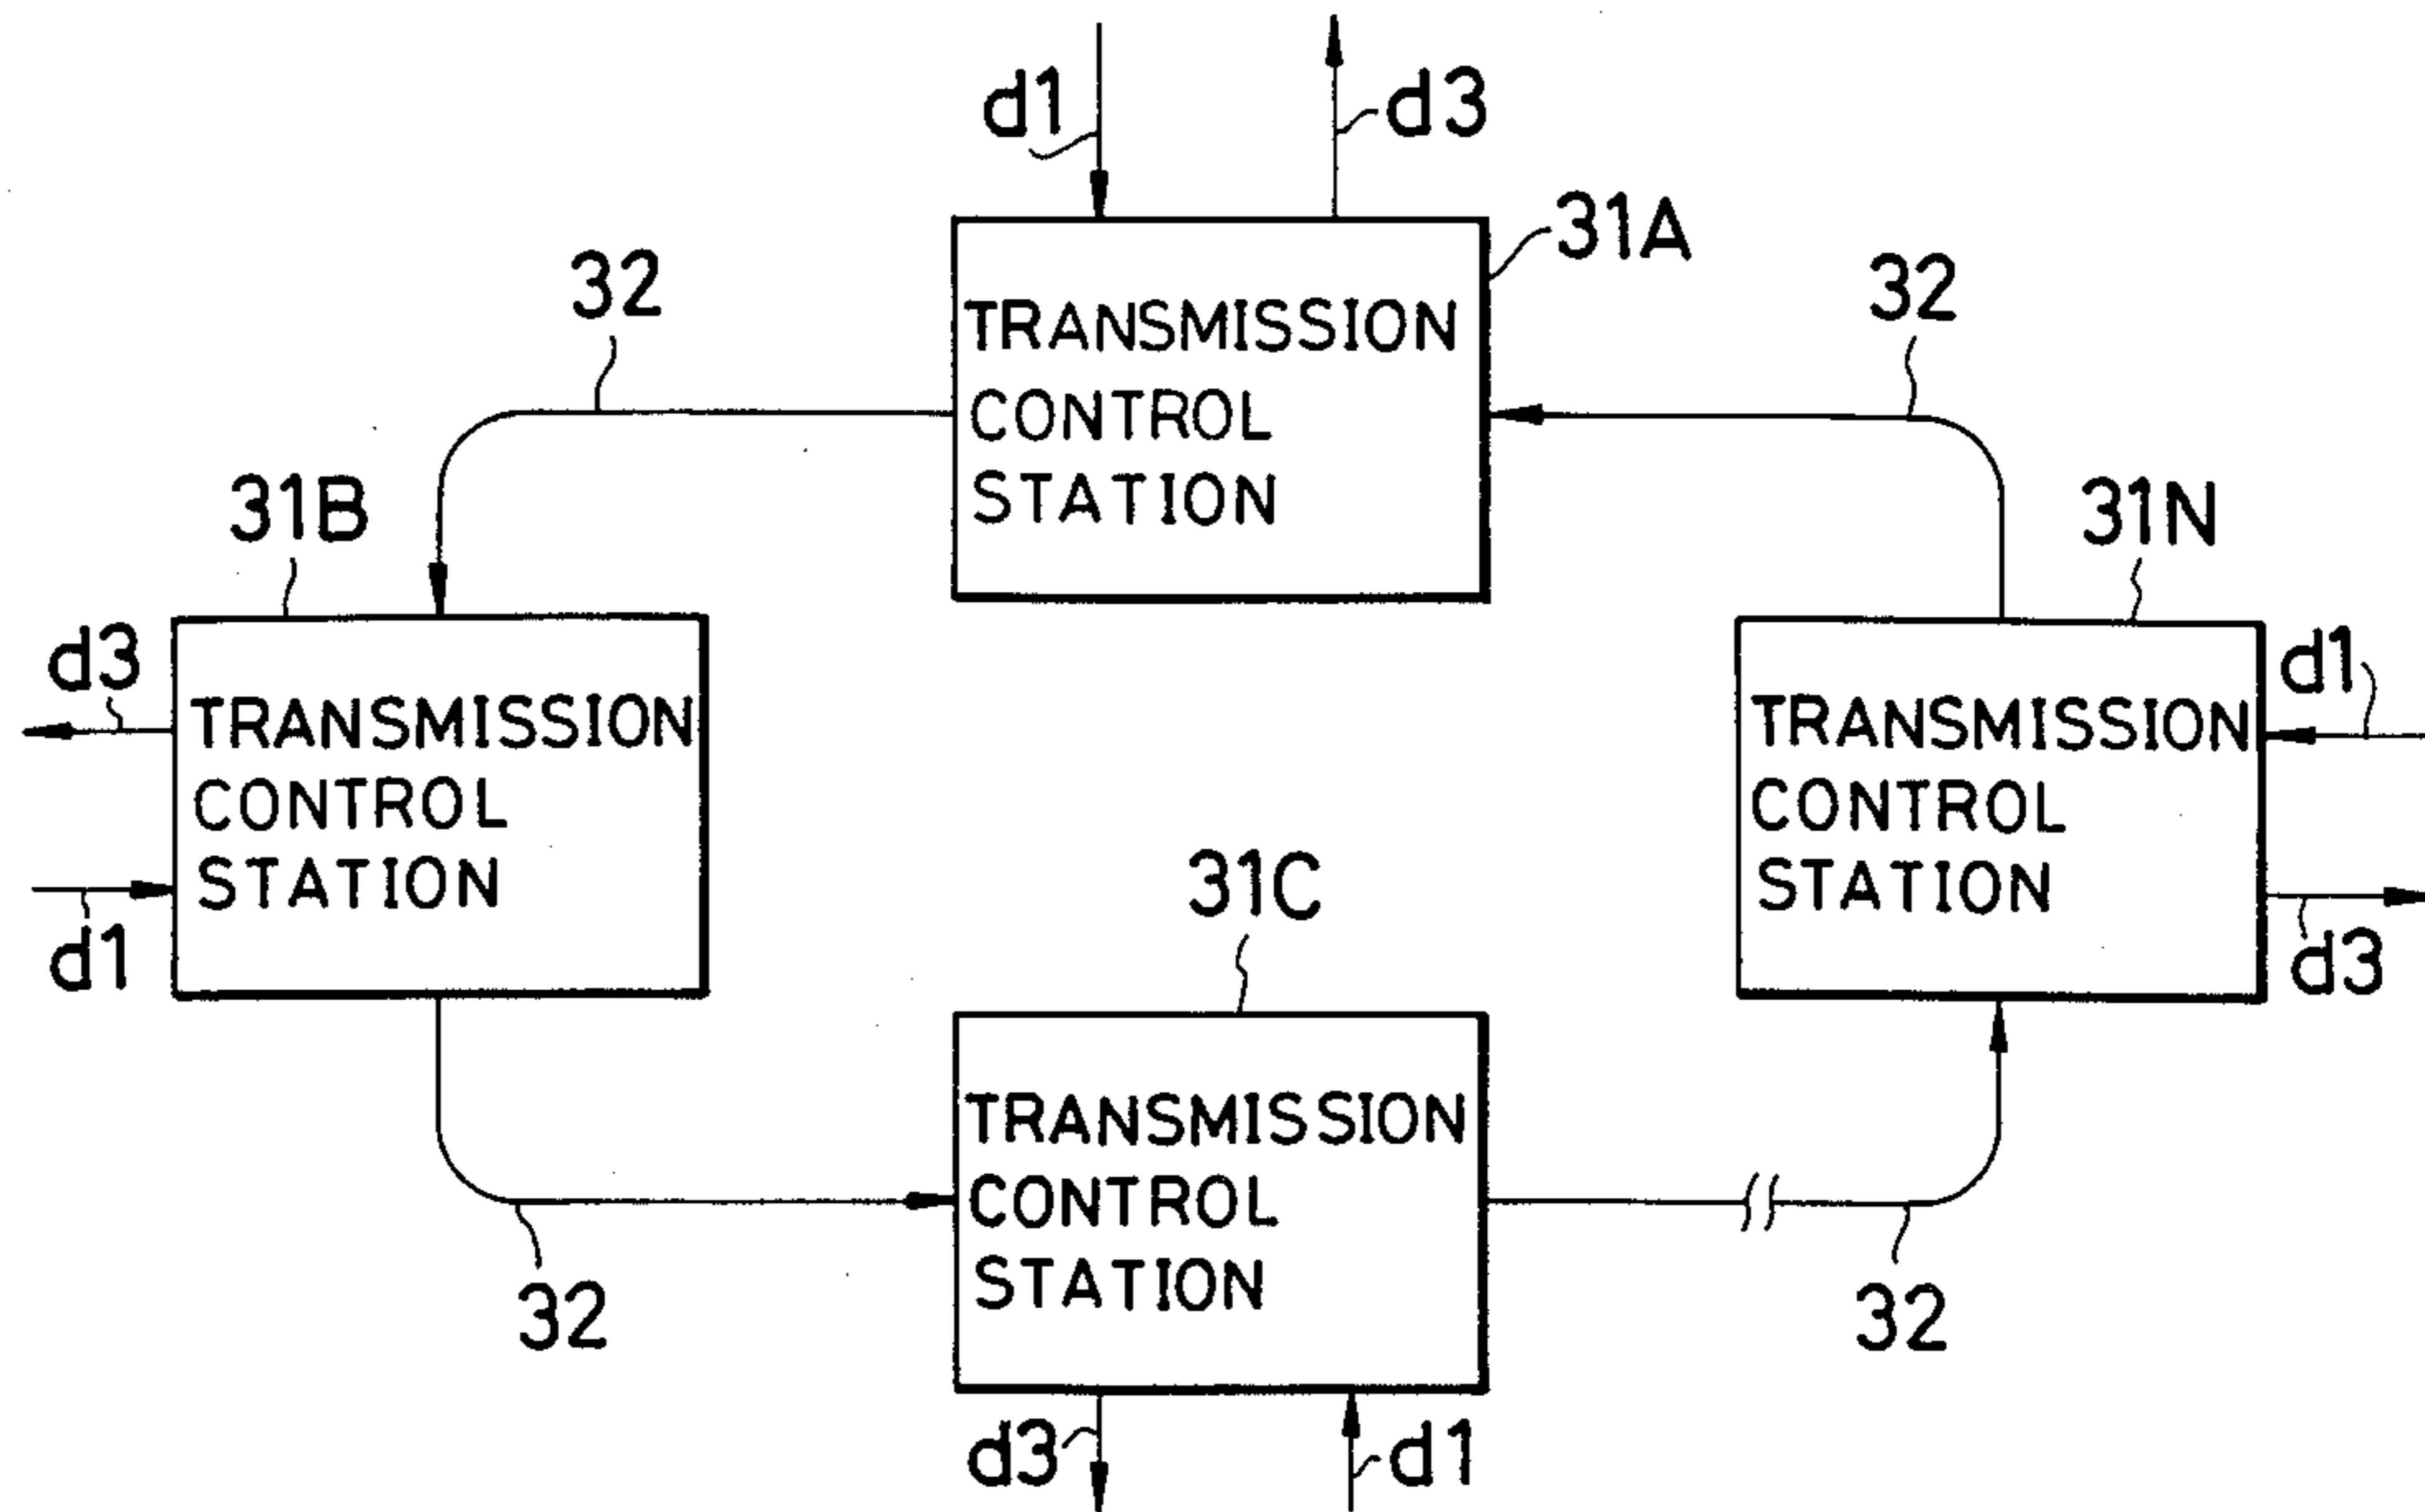 d1
d3
31A
32
32
TRANSMISSION
CONTROL
STATION
31B
31N
d3
d1
TRANSMISSION
CONTROL
STATION
TRANSMISSION
CONTROL
STATION
31C
d1
d3
TRANSMISSION
CONTROL
STATION
32
32
d3
d1